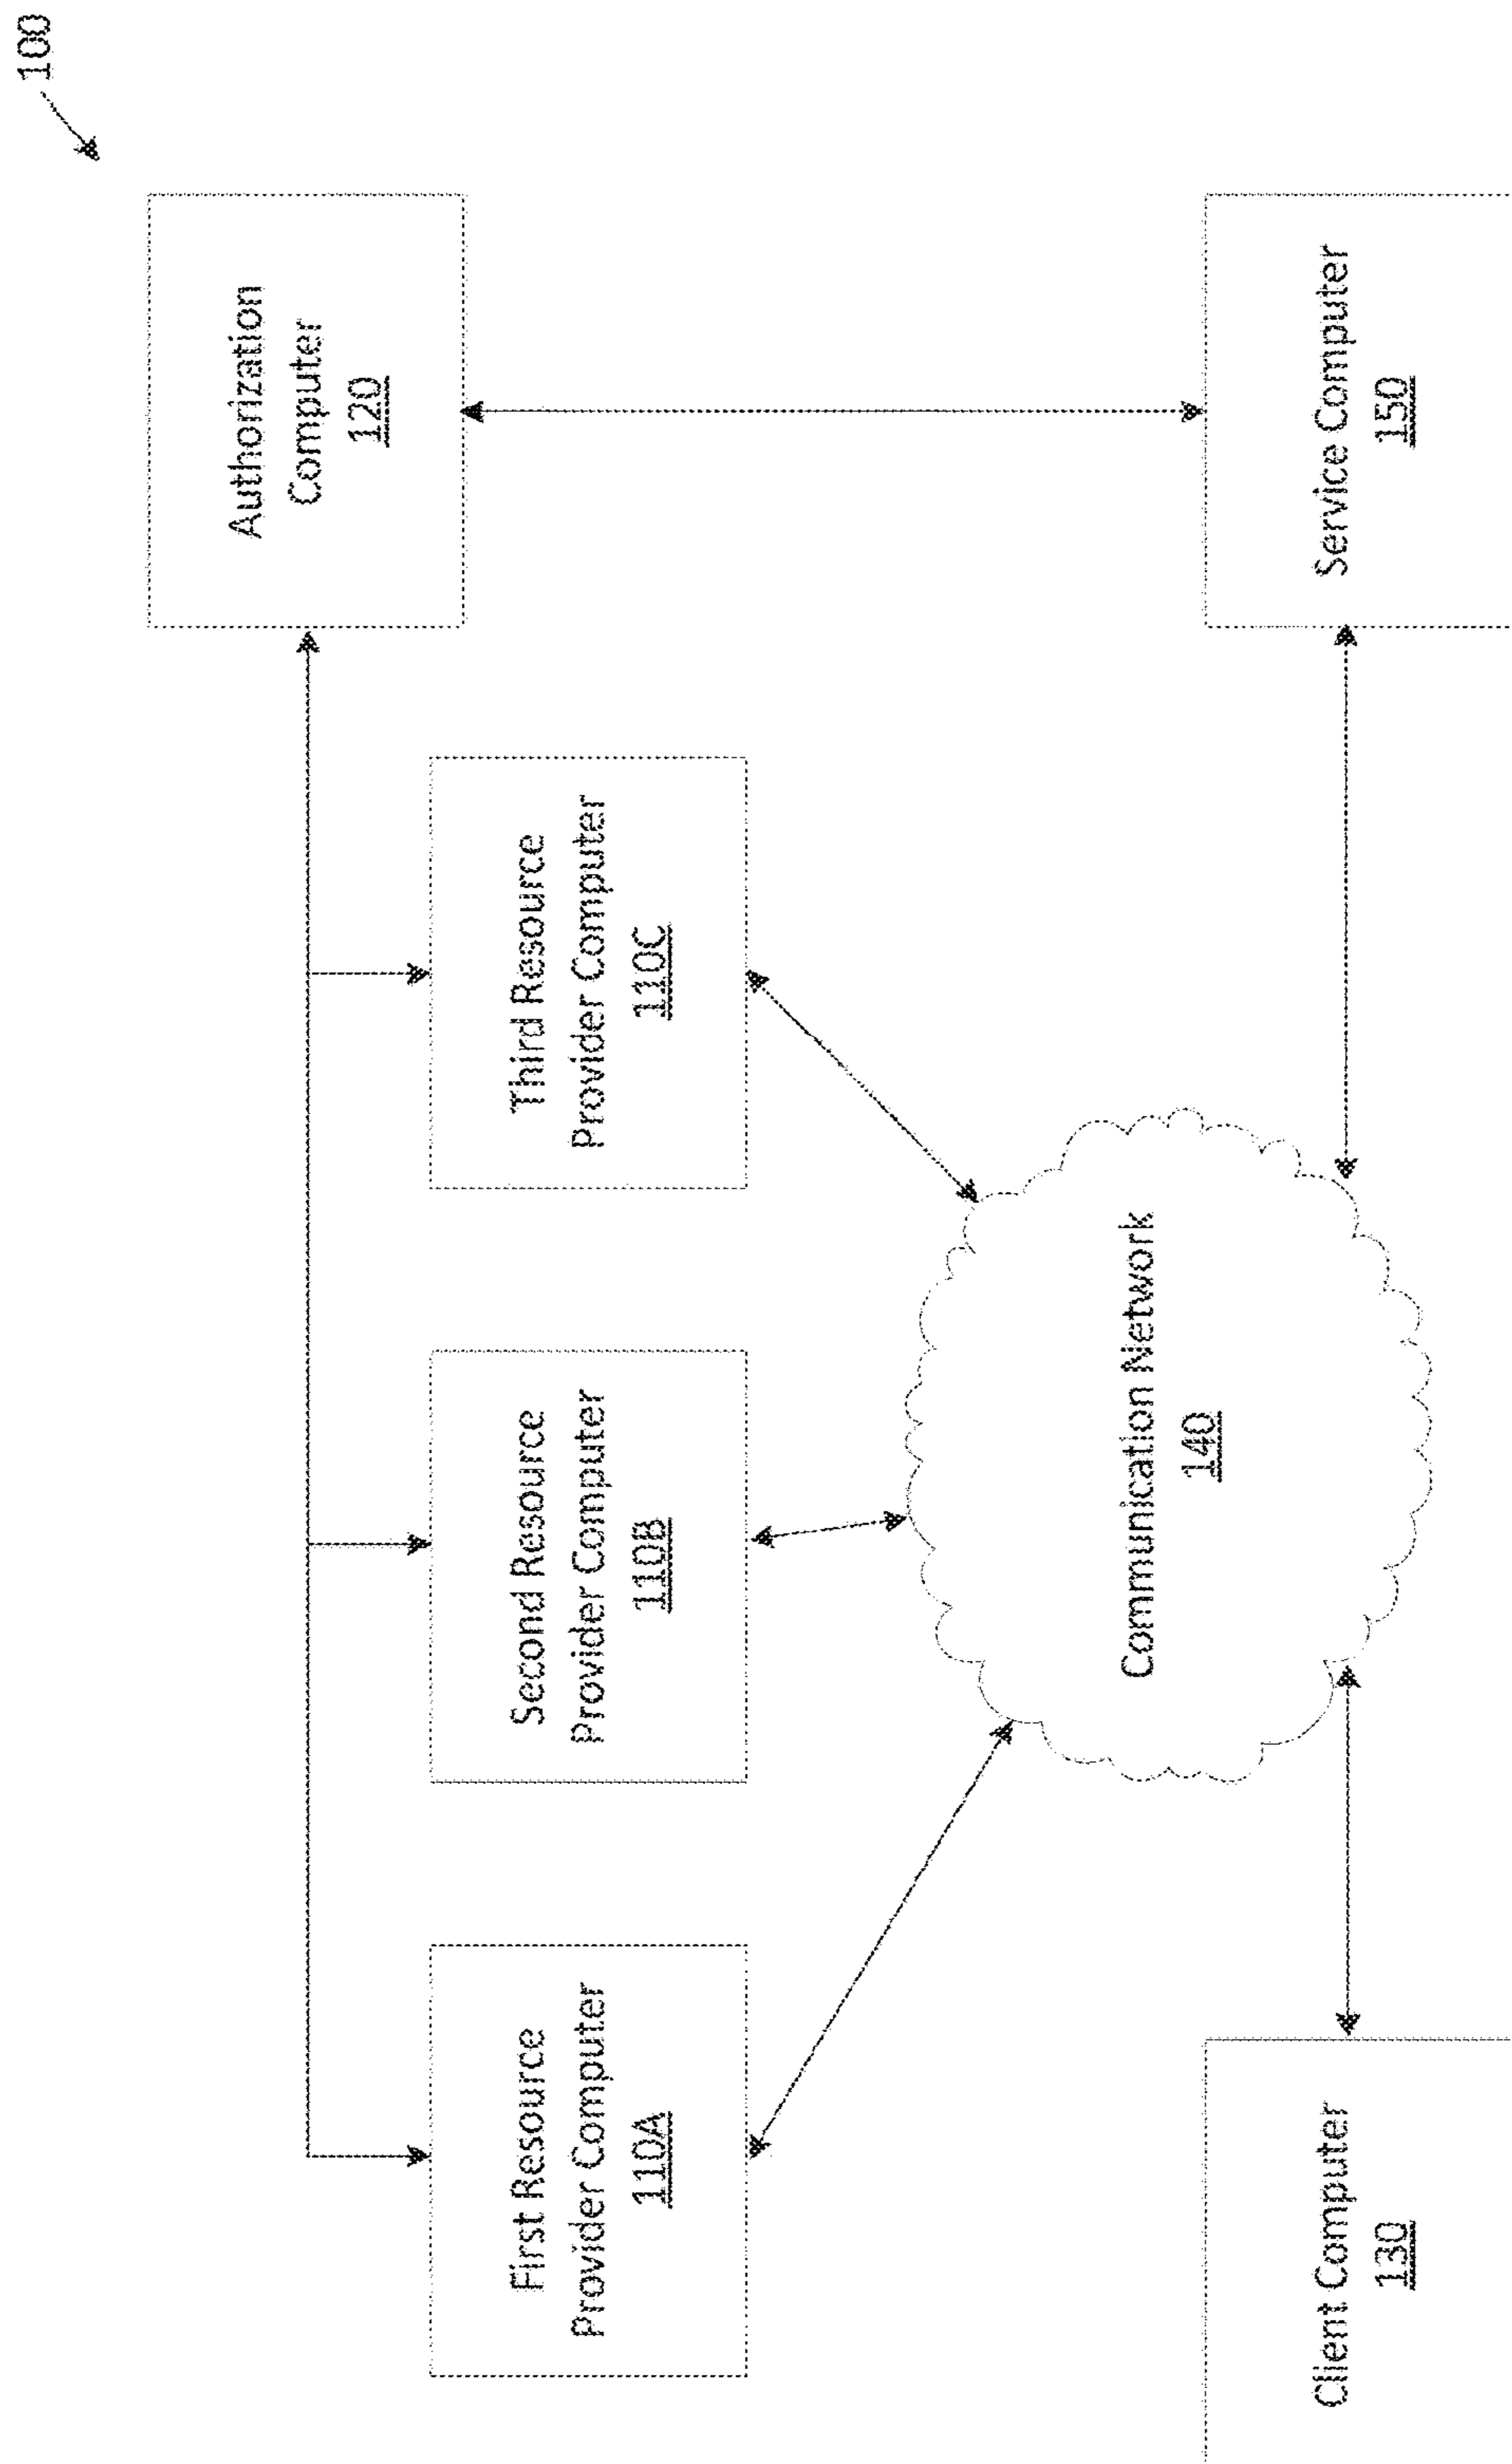 100
First Resource
Provider Computer
110A
Second Resource
Provider Computer
110B
Third Resource
Provider Computer
110C
Authorization
Computer
120
Client Computer
130
Communication Network
140
Service Computer
150